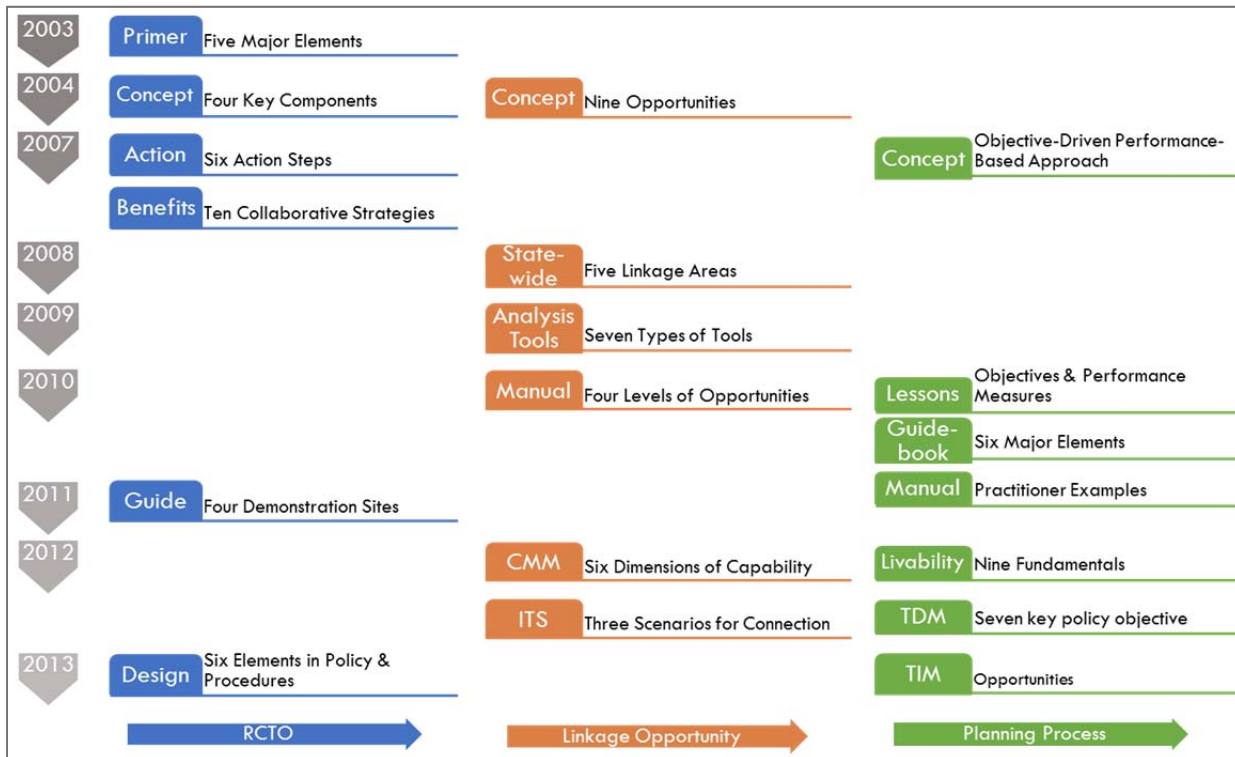 2003
Primer
Five Major Elements
2004
Concept
Four Key Components
Concept
Nine Opportunities
2007
Action
Six Action Steps
Concept
Objective-Driven Performance-
Based Approach
Benefits
Ten Collaborative Strategies
2008
State-
wide
Five Linkage Areas
2009
Analysis
Tools
Seven Types of Tools
2010
Manual
Four Levels of Opportunities
Lessons
Objectives & Performance
Measures
Guide-
book
Six Major Elements
2011
Guide
Four Demonstration Sites
Manual
Practitioner Examples
2012
CMM
Six Dimensions of Capability
Livability
Nine Fundamentals
ITS
Three Scenarios for Connection
TDM
Seven key policy objective
2013
Design
Six Elements in Policy &
Procedures
TIM
Opportunities
RCTO
Linkage Opportunity
Planning Process